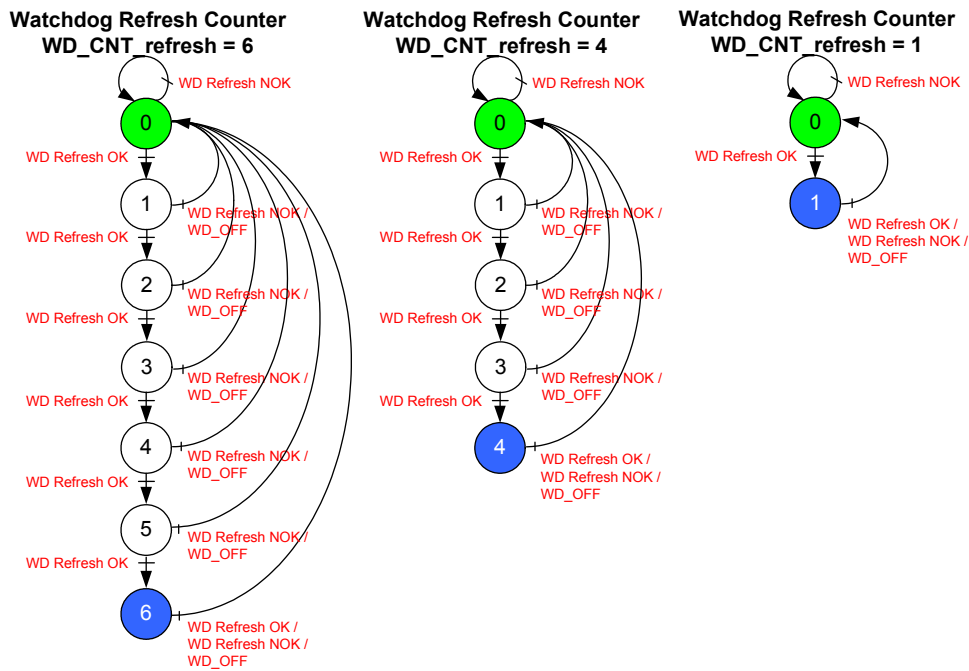 Watchdog Refresh Counter
WD_CNT_refresh = 6
WD Refresh NOK
0
WD Refresh OK
1
WD Refresh NOK /
WD_OFF
WD Refresh OK
2
WD Refresh NOK /
WD_OFF
WD Refresh OK
3
WD Refresh NOK /
WD_OFF
WD Refresh OK
4
WD Refresh NOK /
WD_OFF
WD Refresh OK
5
WD Refresh NOK /
WD_OFF
WD Refresh OK
6
WD Refresh OK /
WD Refresh NOK /
WD_OFF
Watchdog Refresh Counter
WD_CNT_refresh = 4
WD Refresh NOK
0
WD Refresh OK
1
WD Refresh NOK /
WD_OFF
WD Refresh OK
2
WD Refresh NOK /
WD_OFF
WD Refresh OK
3
WD Refresh NOK /
WD_OFF
WD Refresh OK
4
WD Refresh OK /
WD Refresh NOK /
WD_OFF
Watchdog Refresh Counter
WD_CNT_refresh = 1
WD Refresh NOK
0
WD Refresh OK
1
WD Refresh OK /
WD Refresh NOK /
WD_OFF